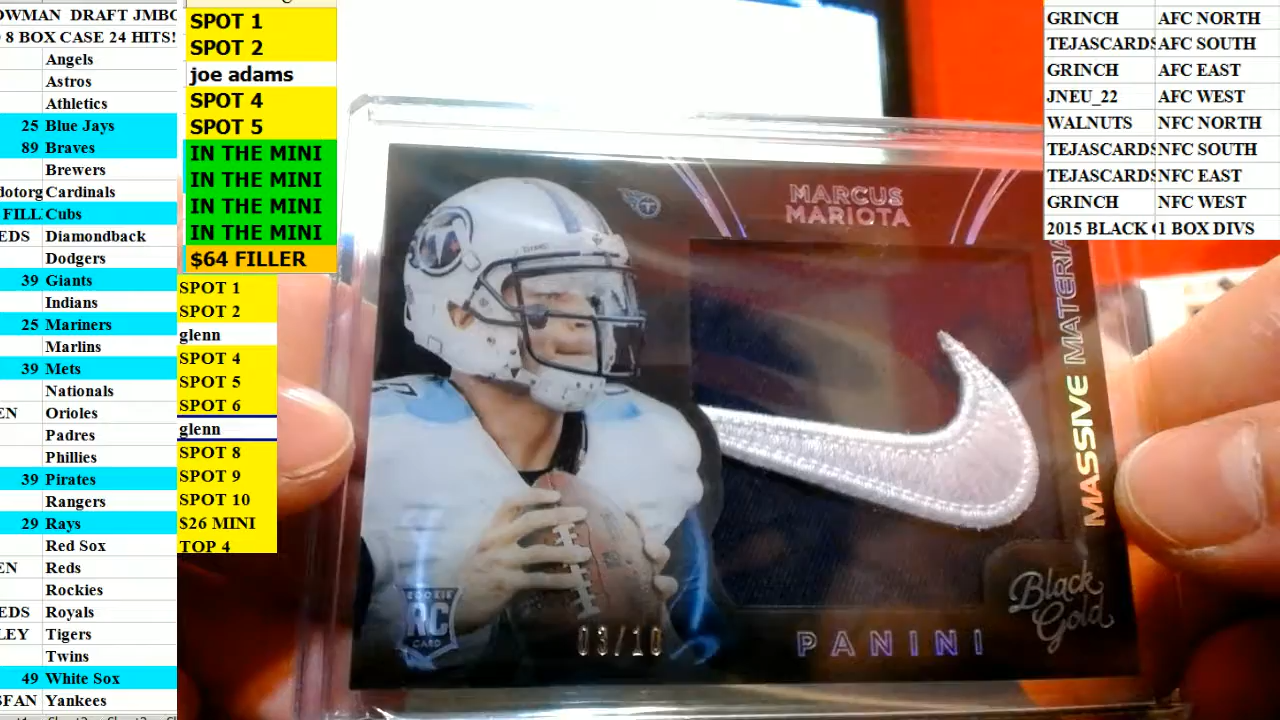 OWMAN DRAFT JMBC
8 BOX CASE 24 HITS!
Angels
Astros
Athletics
25 Blue Jays
89 Braves
Brewers
dotorg Cardinals
FILL Cubs
EDS Diamondback
Dodgers
39 Giants
Indians
25 Mariners
Marlins
39 Mets
Nationals
EN Orioles
Padres
Phillies
39 Pirates
Rangers
29 Rays
Red Sox
EN Reds
Rockies
EDS Royals
LEY Tigers
Twins
49 White Sox
SFAN Yankees
SPOT 1
SPOT 2
joe adams
SPOT 4
SPOT 5
IN THE MINI
IN THE MINI
IN THE MINI
IN THE MINI
$64 FILLER
SPOT 1
SPOT 2
glenn
SPOT 4
SPOT 5
SPOT 6
glenn
SPOT 8
SPOT 9
SPOT 10
$26 MINI
TOP 4
MARCUS
MARIOTA
MASSIVE MATERIA
ROOKIE
RC
CARD
03/10
PANINI
Black
Gold
GRINCH AFC NORTH
TEJASCARDS AFC SOUTH
GRINCH AFC EAST
JNEU_22 AFC WEST
WALNUTS NFC NORTH
TEJASCARDS NFC SOUTH
TEJASCARDS NFC EAST
GRINCH NFC WEST
2015 BLACK 1 BOX DIVS